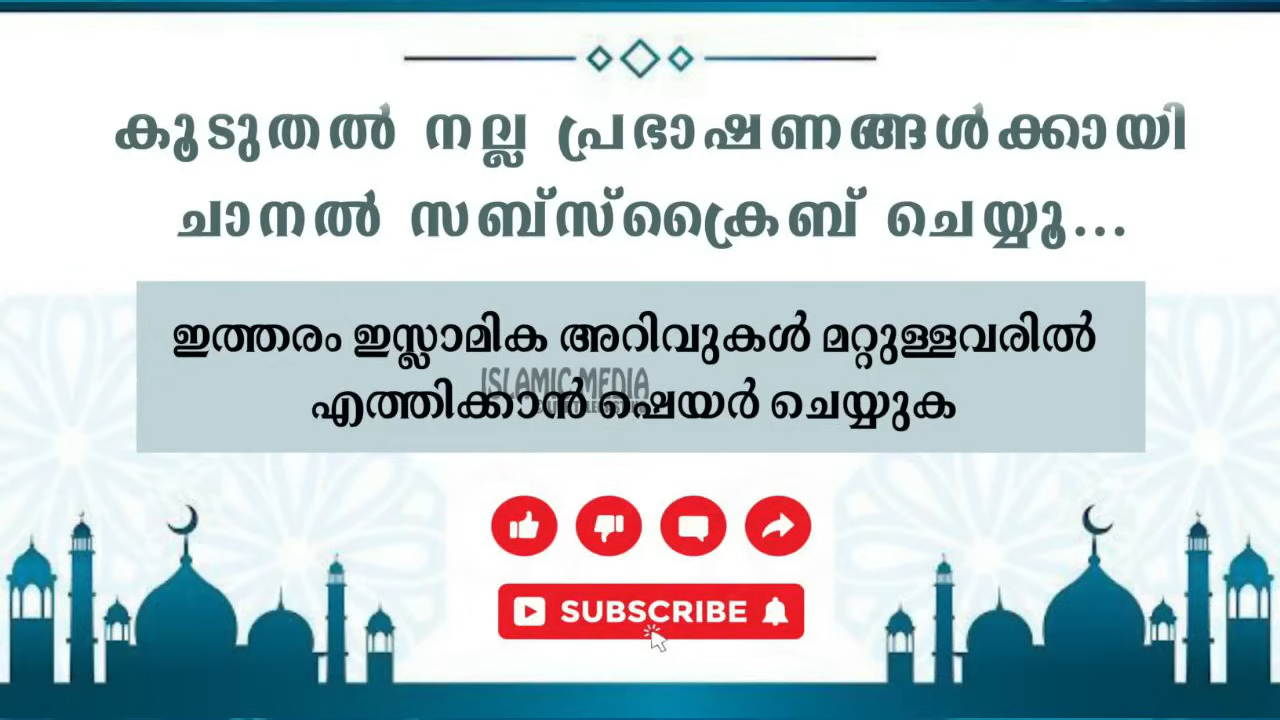 കൂടുതൽ നല്ല പ്രഭാഷണങ്ങൾക്കായി
ചാനൽ സബ്സ്ക്രൈബ് ചെയ്യൂ...
ഇത്തരം ഇസ്ലാമിക അറിവുകൾ മറ്റുള്ളവരിൽ
ISLAMIC MEDIA
എത്തിക്കാൻ ഷെയർ ചെയ്യുക
SUBSCRIBE